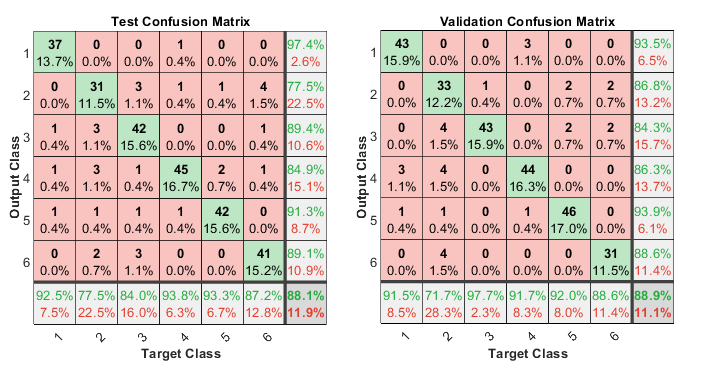 Test Confusion Matrix
1 37 0 0 1 0 0 97.4%
13.7% 0.0% 0.0% 0.4% 0.0% 0.0% 2.6%
2 0 31 3 1 1 4 77.5%
0.0% 11.5% 1.1% 0.4% 0.4% 1.5% 22.5%
3 1 3 42 0 0 1 89.4%
0.4% 1.1% 15.6% 0.0% 0.0% 0.4% 10.6%
4 1 3 1 45 2 1 84.9%
0.4% 1.1% 0.4% 16.7% 0.7% 0.4% 15.1%
5 1 1 1 1 42 0 91.3%
0.4% 0.4% 0.4% 0.4% 15.6% 0.0% 8.7%
6 0 2 3 0 0 41 89.1%
0.0% 0.7% 1.1% 0.0% 0.0% 15.2% 10.9%
92.5% 77.5% 84.0% 93.8% 93.3% 87.2% 88.1%
7.5% 22.5% 16.0% 6.3% 6.7% 12.8% 11.9%
1 2 3 4 5 6
Target Class
Output Class
Validation Confusion Matrix
1 43 0 0 3 0 0 93.5%
15.9% 0.0% 0.0% 1.1% 0.0% 0.0% 6.5%
2 0 33 1 0 2 2 86.8%
0.0% 12.2% 0.4% 0.0% 0.7% 0.7% 13.2%
3 0 4 43 0 2 2 84.3%
0.0% 1.5% 15.9% 0.0% 0.7% 0.7% 15.7%
4 3 4 0 44 0 0 86.3%
1.1% 1.5% 0.0% 16.3% 0.0% 0.0% 13.7%
5 1 1 0 1 46 0 93.9%
0.4% 0.4% 0.0% 0.4% 17.0% 0.0% 6.1%
6 0 4 0 0 0 31 88.6%
0.0% 1.5% 0.0% 0.0% 0.0% 11.5% 11.4%
91.5% 71.7% 97.7% 91.7% 92.0% 88.6% 88.9%
8.5% 28.3% 2.3% 8.3% 8.0% 11.4% 11.1%
1 2 3 4 5 6
Target Class
Output Class